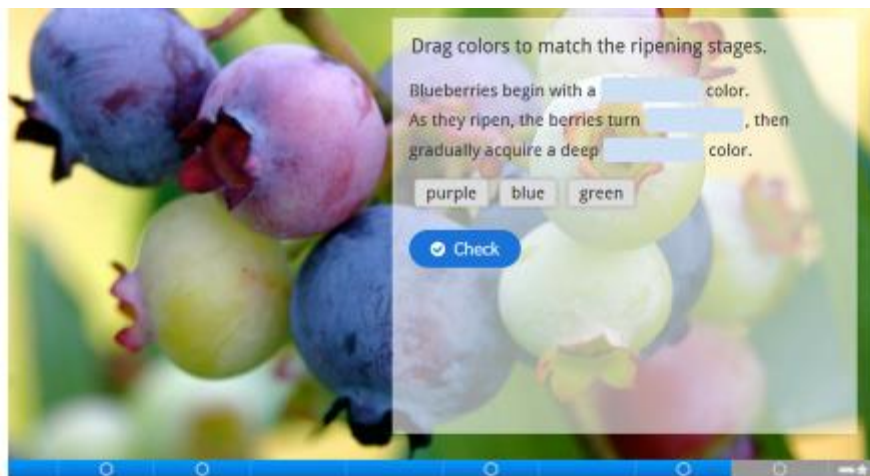 Drag colors to match the ripening stages.
Blueberries begin with a color.
As they ripen, the berries turn , then
gradually acquire a deep color.
purple blue green
Check